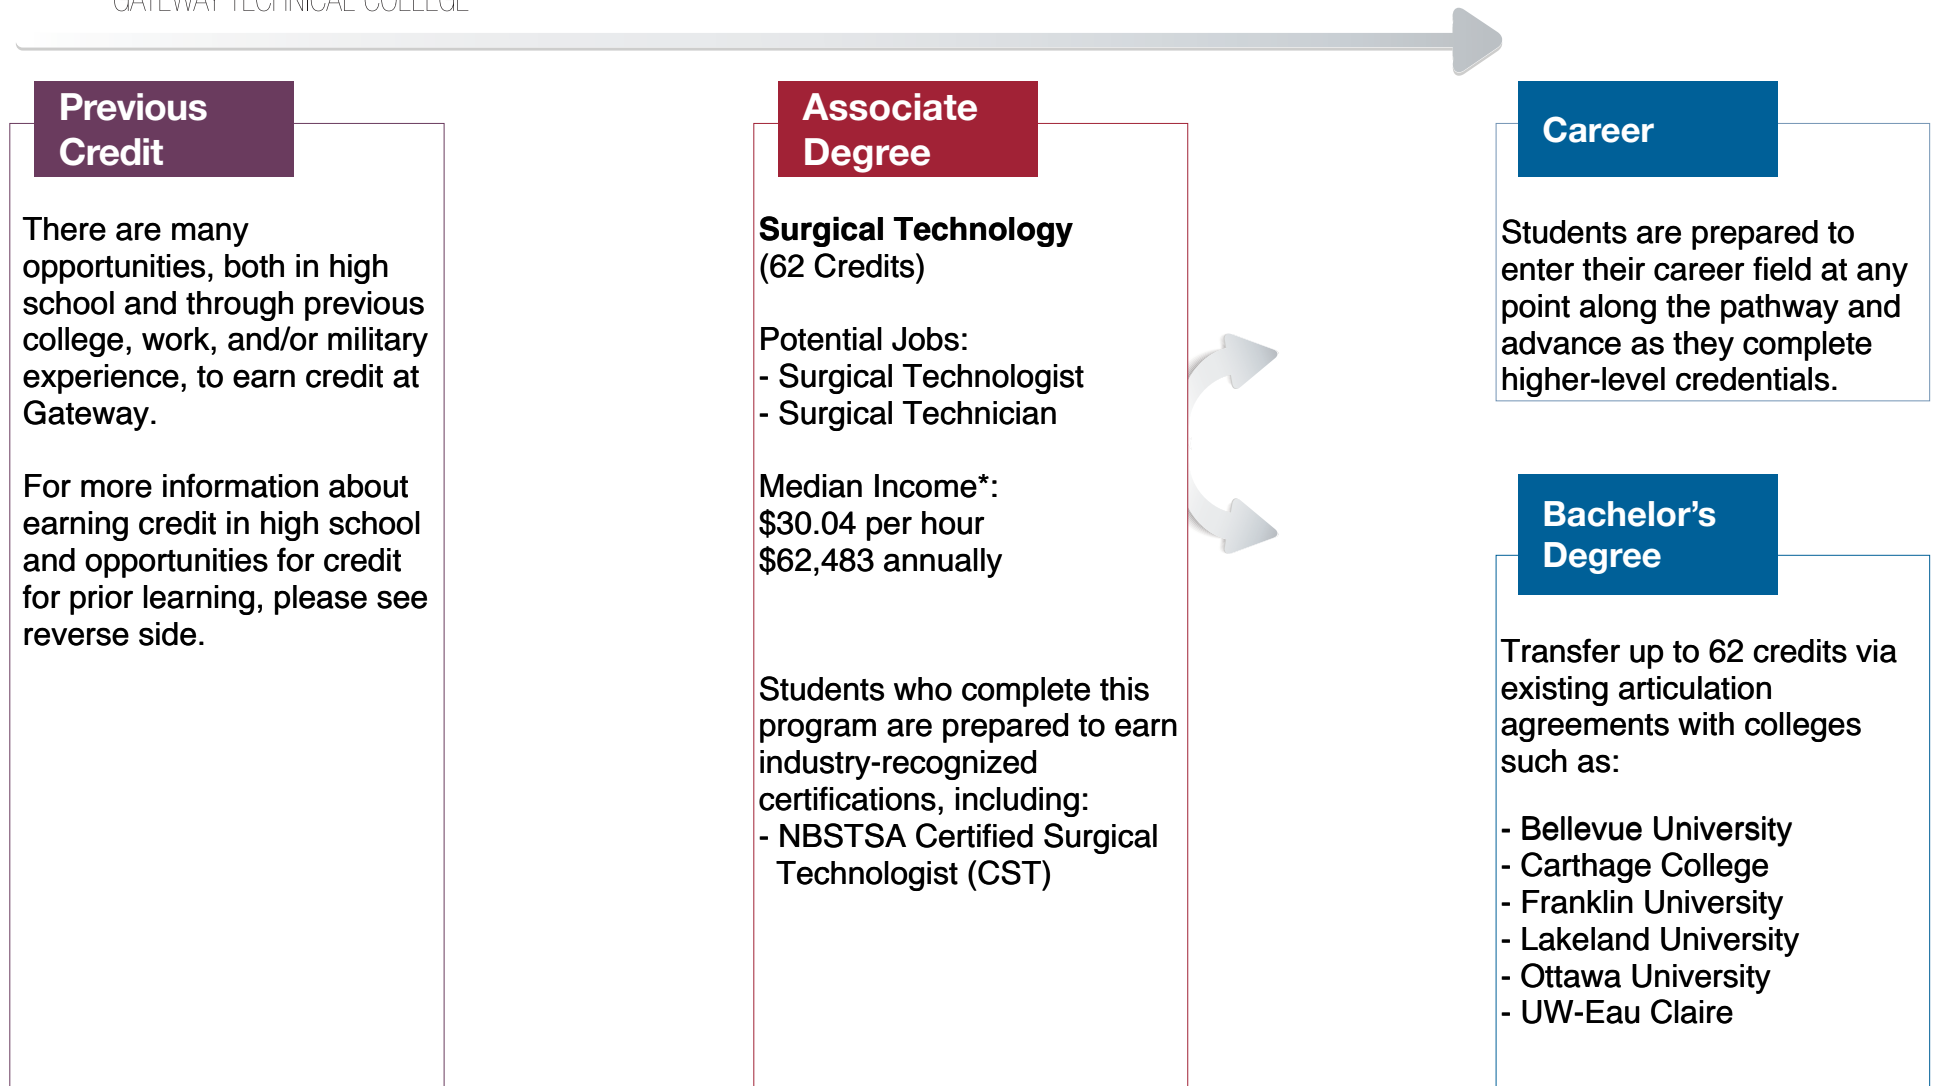 GATEWAY TECHNICAL COLLEGE
Previous
Credit
There are many
opportunities, both in high
school and through previous
college, work, and/or military
experience, to earn credit at
Gateway.
For more information about
earning credit in high school
and opportunities for credit
for prior learning, please see
reverse side.
Associate
Degree
Surgical Technology
(62 Credits)
Potential Jobs:
- Surgical Technologist
- Surgical Technician
Median Income*:
$30.04 per hour
$62,483 annually
Students who complete this
program are prepared to earn
industry-recognized
certifications, including:
- NBSTSA Certified Surgical
Technologist (CST)
Career
Students are prepared to
enter their career field at any
point along the pathway and
advance as they complete
higher-level credentials.
Bachelor’s
Degree
Transfer up to 62 credits via
existing articulation
agreements with colleges
such as:
- Bellevue University
- Carthage College
- Franklin University
- Lakeland University
- Ottawa University
- UW-Eau Claire